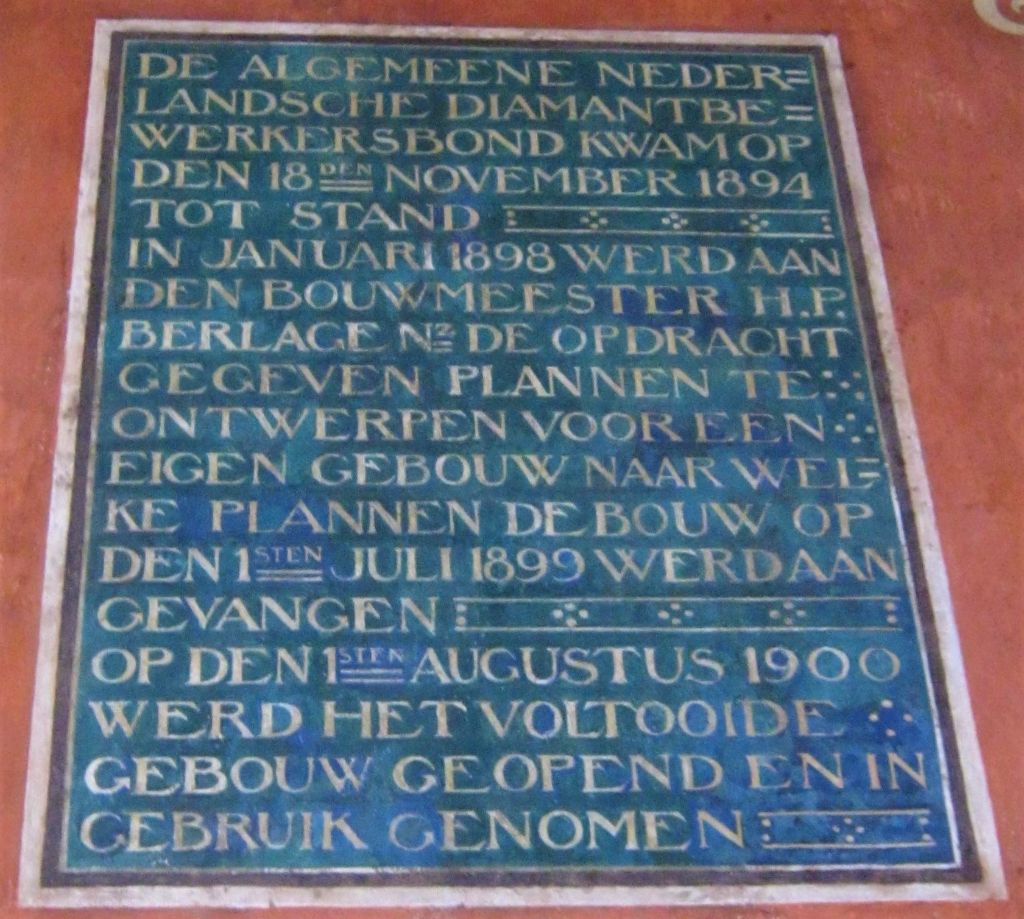 DE ALGEMEENE NEDER=
LANDSCHE DIAMANTBE=
WERKERSBOND KWAM OP
DEN 18DEN NOVEMBER 1894
TOT STAND
IN JANUARI 1898 WERD AAN
DEN BOUWMEESTER H.P.
BERLAGE NZ DE OPDRACHT
GEGEVEN PLANNEN TE
ONTWERPEN VOOR EEN
EIGEN GEBOUW NAAR WEL=
KE PLANNEN DE BOUW OP
DEN 1STEN JULI 1899 WERD AAN
GEVANGEN
OP DEN 1STEN AUGUSTUS 1900
WERD HET VOLTOOIDE
GEBOUW GEOPEND EN IN
GEBRUIK GENOMEN